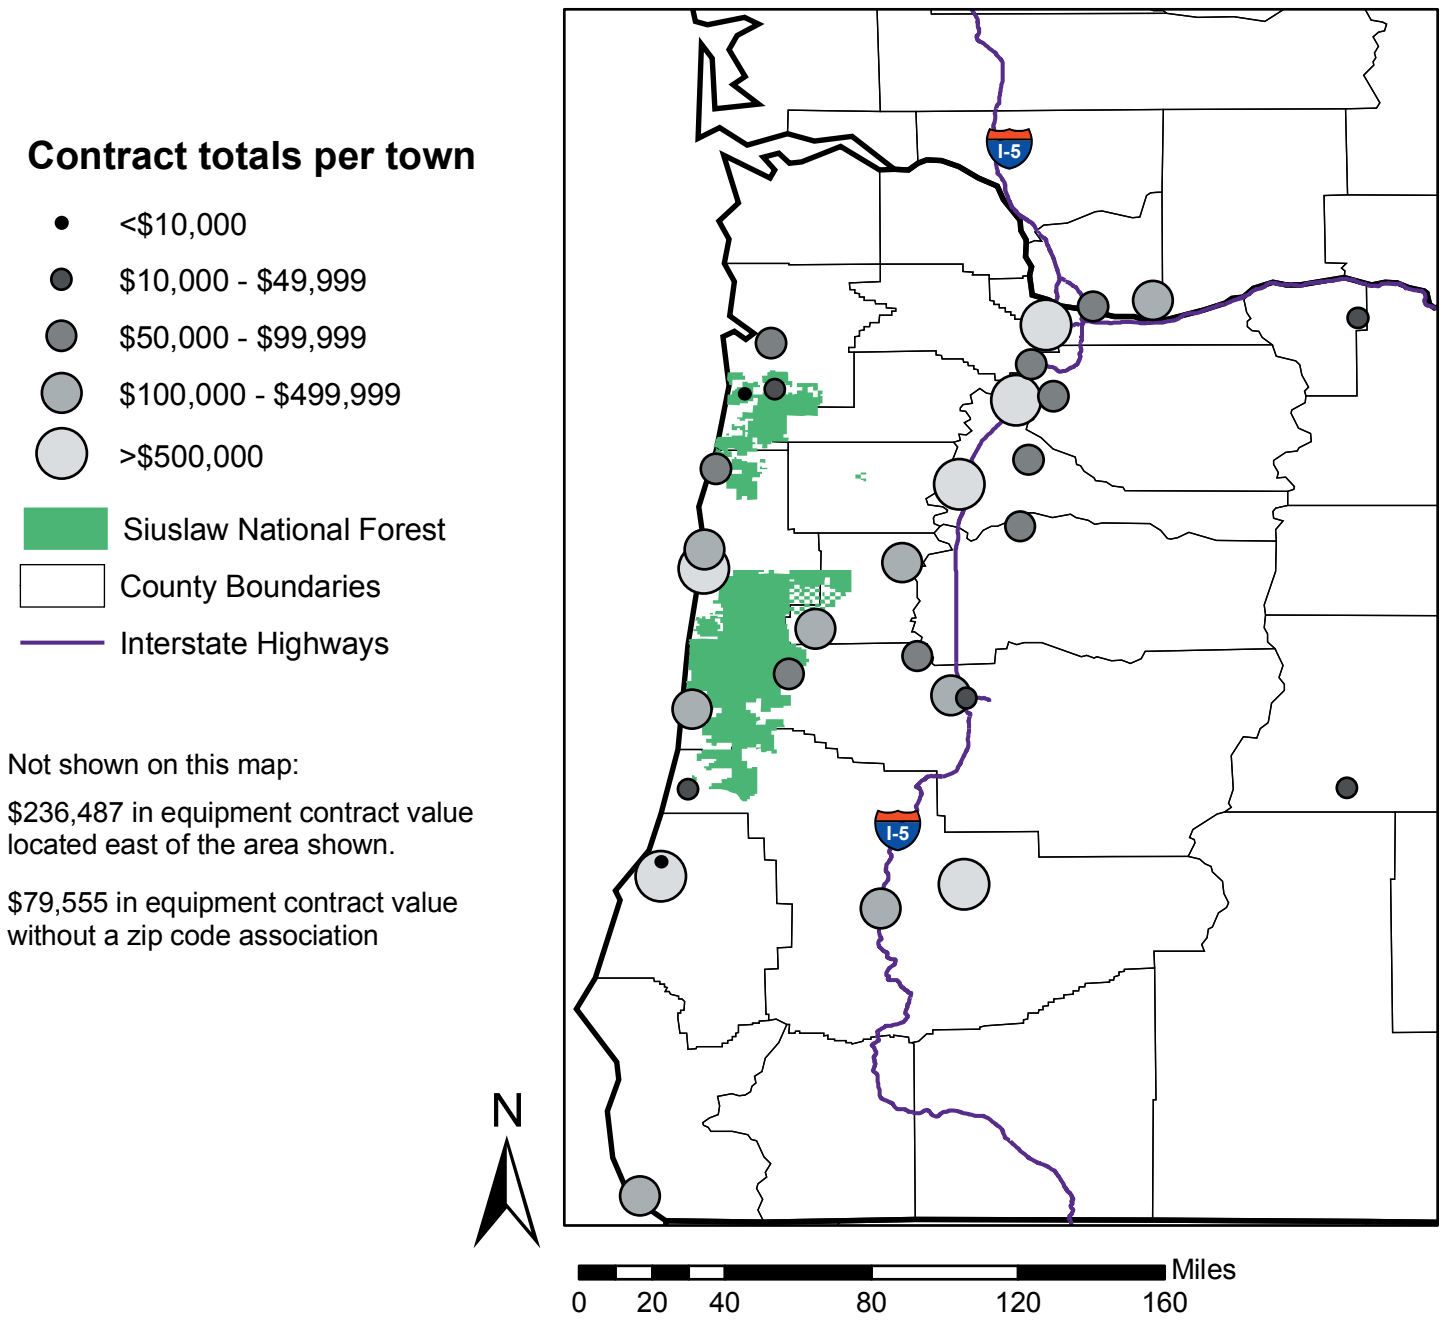 Contract totals per town
<$10,000
$10,000 - $49,999
$50,000 - $99,999
$100,000 - $499,999
>$500,000
Siuslaw National Forest
County Boundaries
Interstate Highways
Not shown on this map:
$236,487 in equipment contract value
located east of the area shown.
$79,555 in equipment contract value
without a zip code association
I-5
I-5
N
Miles
0 20 40 80 120 160